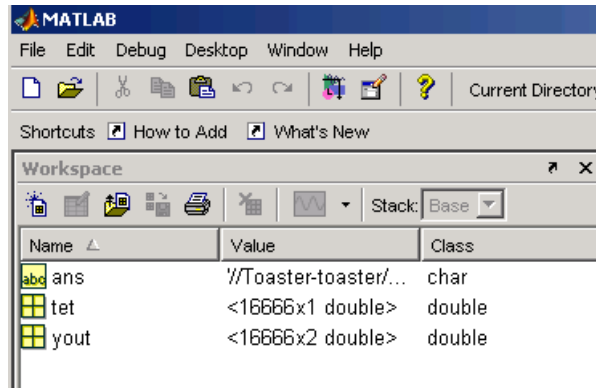 MATLAB
File Edit Debug Desktop Window Help
Current Directory
Shortcuts How to Add What's New
Workspace
Stack: Base
Name Value Class
abc ans '//Toaster-toaster/... char
tet <16666x1 double> double
yout <16666x2 double> double